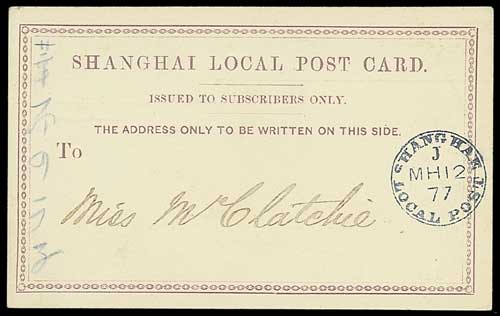 SHANGHAI LOCAL POST CARD.
ISSUED TO SUBSCRIBERS ONLY.
THE ADDRESS ONLY TO BE WRITTEN ON THIS SIDE.
To
Miss McClatchie
SHANGHAI
J
MH12
77
LOCAL POST